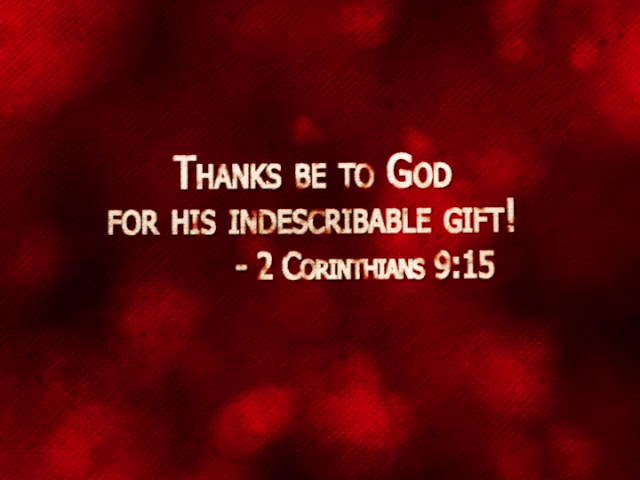 Thanks be to God
for his indescribable gift!
- 2 Corinthians 9:15